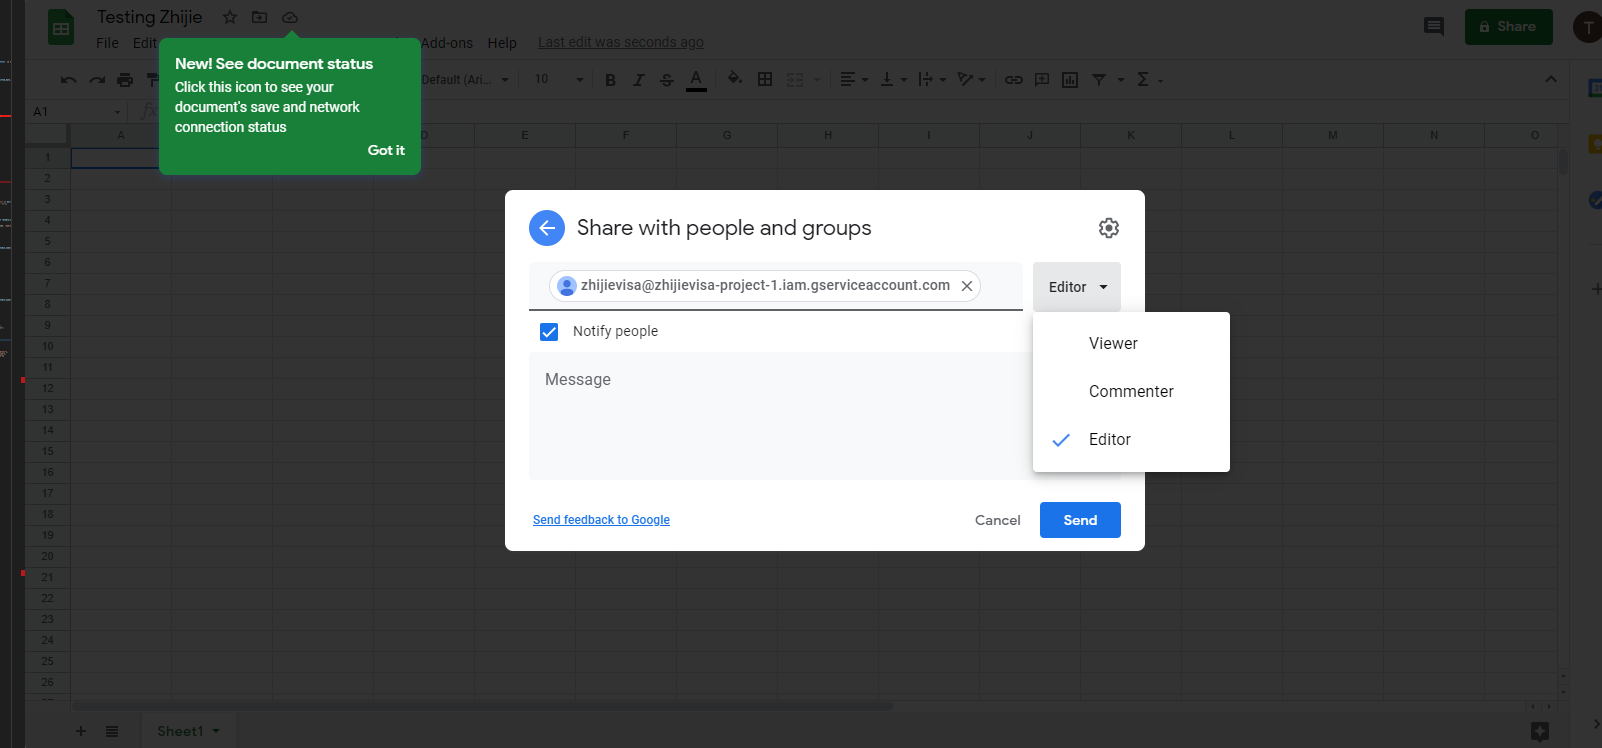 Testing Zhijie
File Edit Add-ons Help Last edit was seconds ago
Share
T
New! See document status
Click this icon to see your
document's save and network
connection status
Got it
Default (Ari... 10 B I S A
A1 fx
A D E F G H I J K L M N O
1
2
3
4
5
6
7
8
9
10
11
12
13
14
15
16
17
18
19
20
21
22
23
24
25
26
Share with people and groups
zhijievisa@zhijievisa-project-1.iam.gserviceaccount.com
Editor
Notify people
Message
Viewer
Commenter
Editor
Send feedback to Google
Cancel
Send
Sheet1